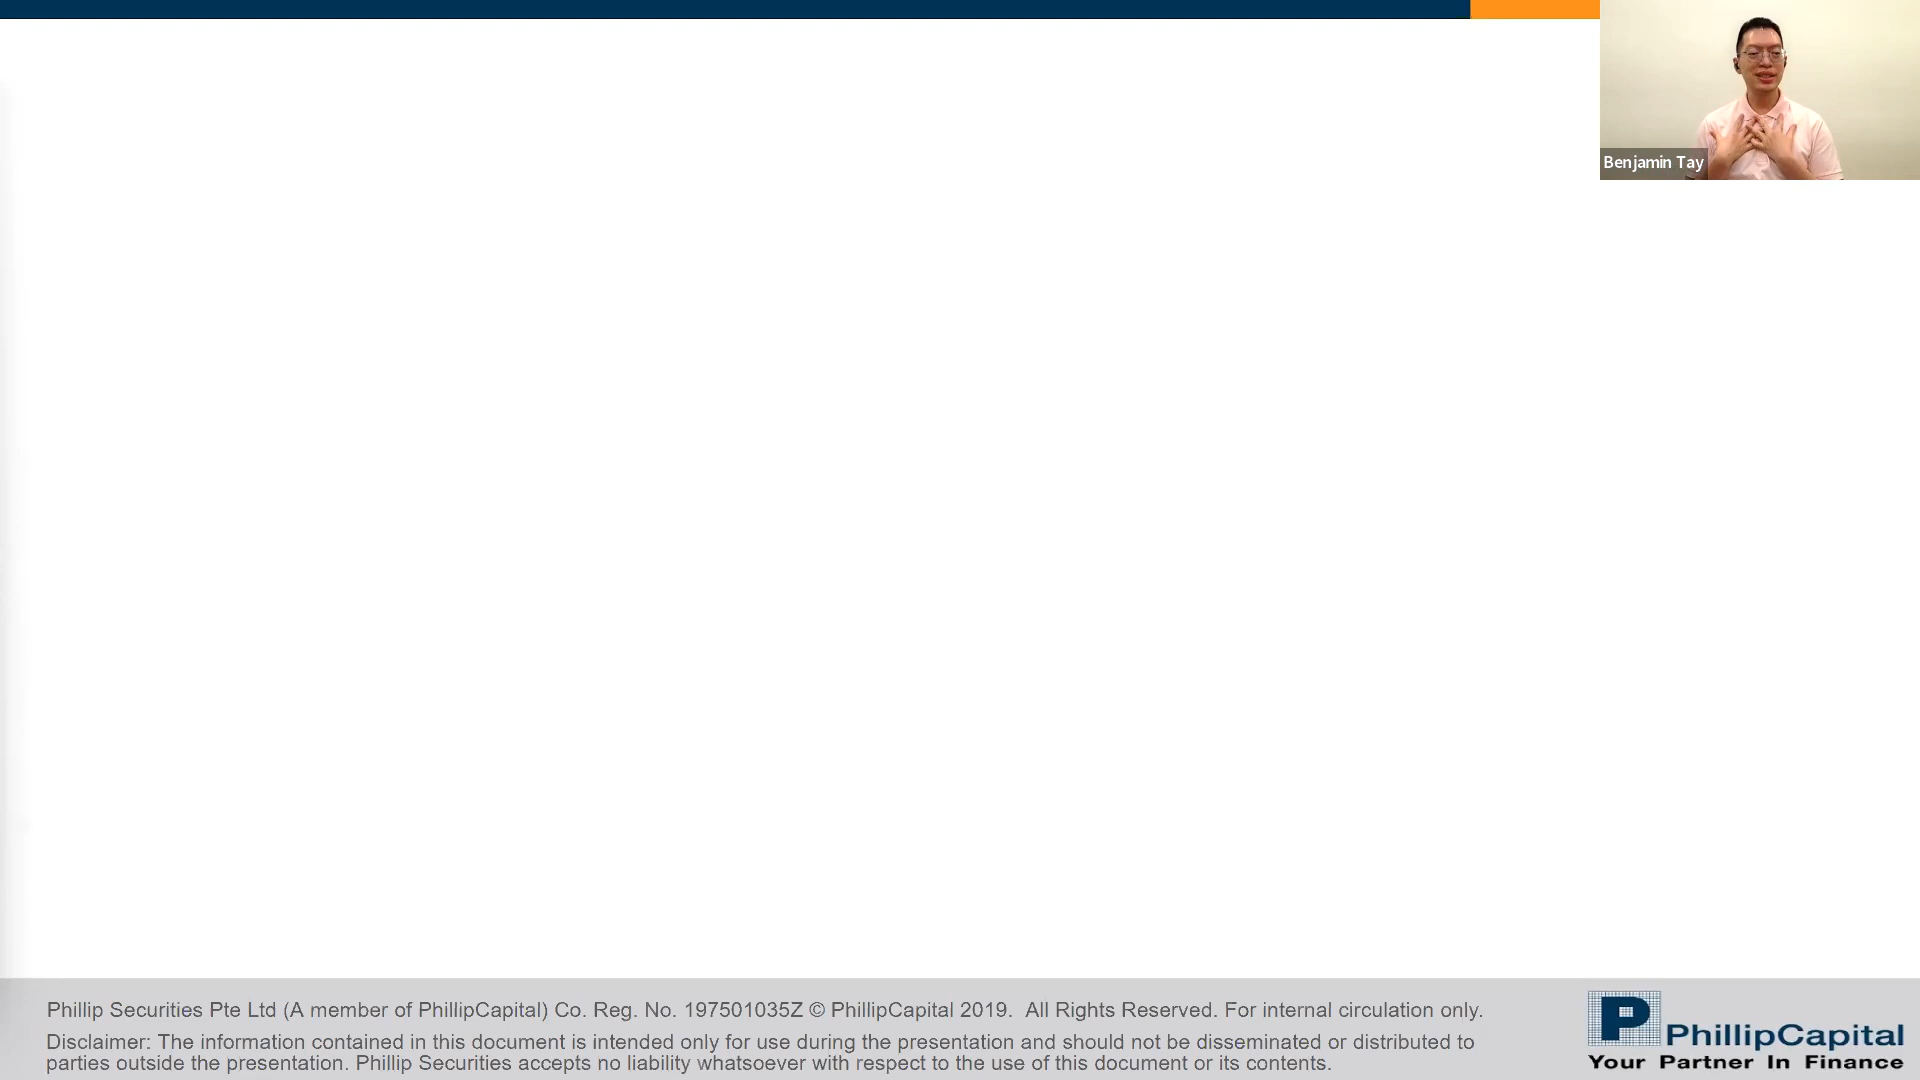 Benjamin Tay
Phillip Securities Pte Ltd (A member of PhillipCapital) Co. Reg. No. 197501035Z © PhillipCapital 2019.  All Rights Reserved. For internal circulation only.
Disclaimer: The information contained in this document is intended only for use during the presentation and should not be disseminated or distributed to
parties outside the presentation. Phillip Securities accepts no liability whatsoever with respect to the use of this document or its contents.
P
PhillipCapital
Your Partner In Finance